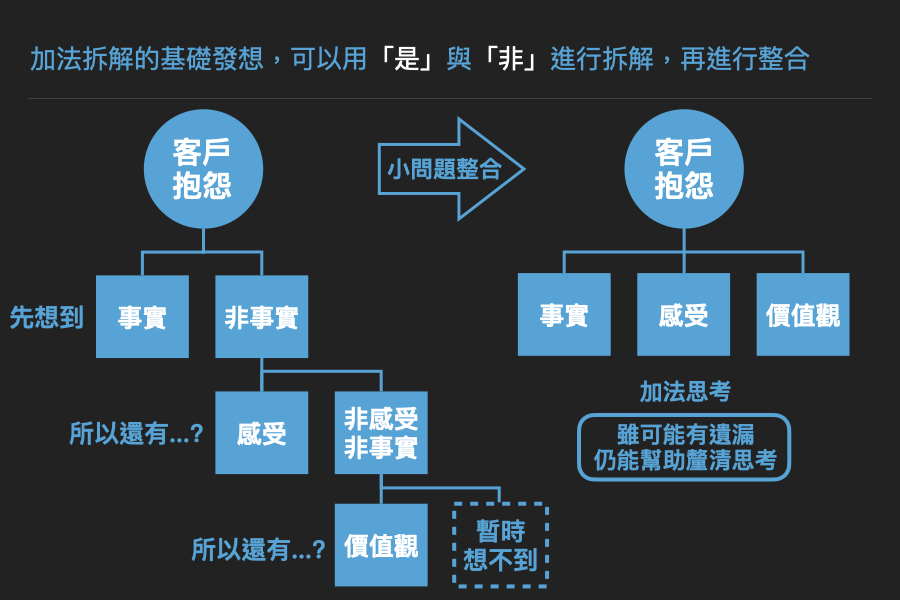 加法拆解的基礎發想，可以用「是」與「非」進行拆解，再進行整合
客戶
抱怨
小問題整合
客戶
抱怨
先想到
事實
非事實
事實
感受
價值觀
所以還有...?
感受
非感受
非事實
加法思考
雖可能有遺漏
仍能幫助釐清思考
所以還有...?
價值觀
暫時
想不到